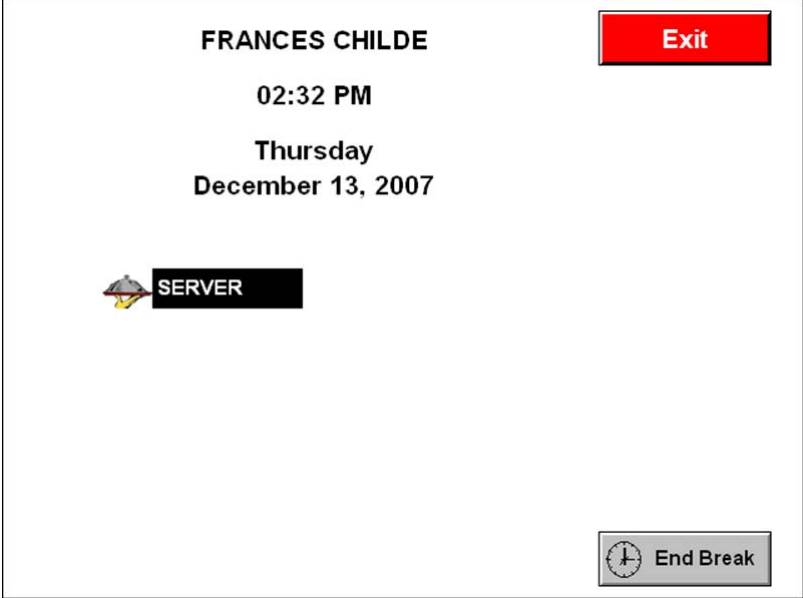 FRANCES CHILDE
Exit
02:32 PM
Thursday
December 13, 2007
SERVER
End Break